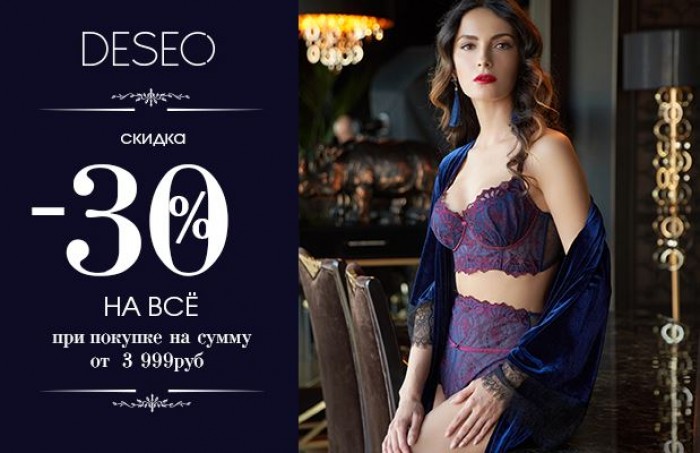 DESEO
скидка
-30%
НА ВСЁ
при покупке на сумму
от 3 999руб